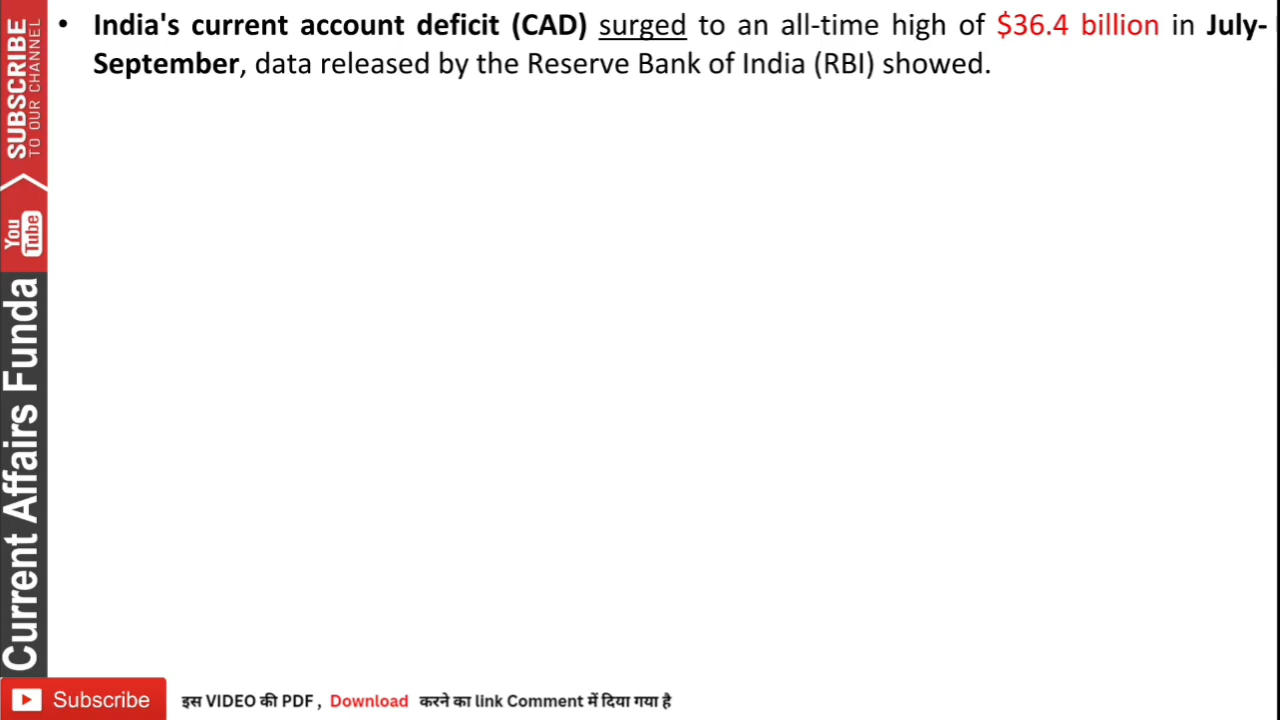 • India's current account deficit (CAD) surged to an all-time high of $36.4 billion in July-
September, data released by the Reserve Bank of India (RBI) showed.
SUBSCRIBE
TO OUR CHANNEL
You
Tube
Current Affairs Funda
Subscribe
इस VIDEO की PDF , Download करने का link Comment में दिया गया है